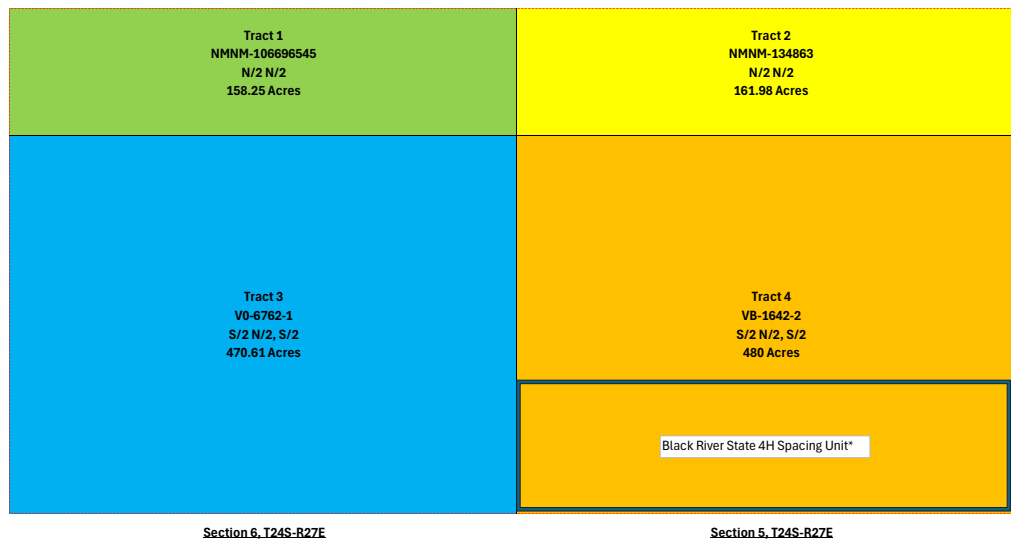 Tract 1
NMNM-106696545
N/2 N/2
158.25 Acres
Tract 2
NMNM-134863
N/2 N/2
161.98 Acres
Tract 3
V0-6762-1
S/2 N/2, S/2
470.61 Acres
Tract 4
VB-1642-2
S/2 N/2, S/2
480 Acres
Black River State 4H Spacing Unit*
Section 6, T24S-R27E
Section 5, T24S-R27E